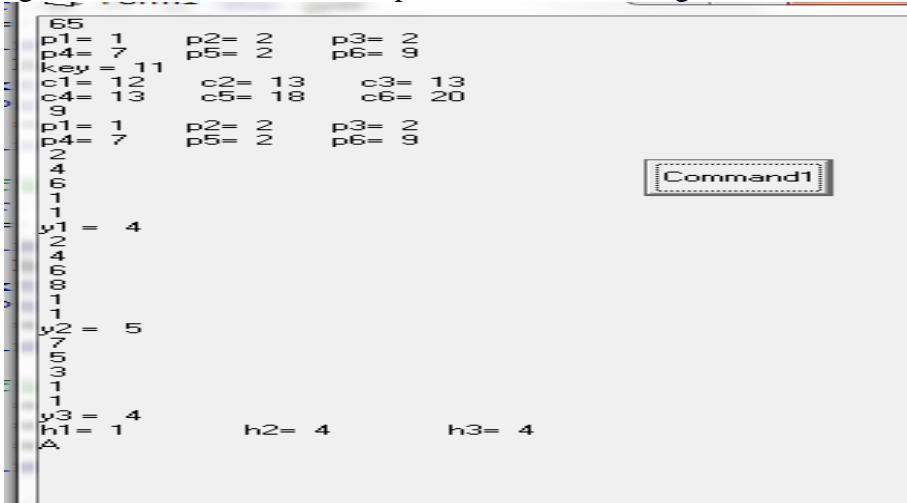 65
p1= 1 p2= 2 p3= 2
p4= 7 p5= 2 p6= 9
key = 11
c1= 12 c2= 13 c3= 13
c4= 13 c5= 18 c6= 20
9
p1= 1 p2= 2 p3= 2
p4= 7 p5= 2 p6= 9
2
4
6
1
1
y1 = 4
2
4
6
8
1
1
y2 = 5
7
5
3
1
1
y3 = 4
h1= 1 h2= 4 h3= 4
A
Command1